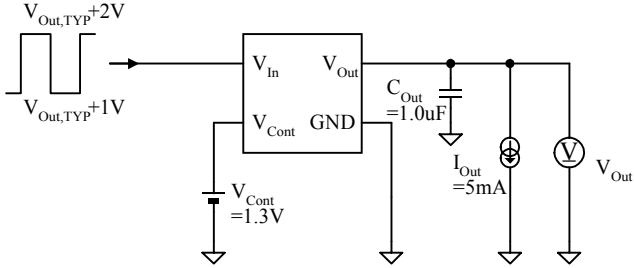 V_Out,TYP+2V
V_Out,TYP+1V
V_In
V_Out
V_Cont
GND
C_Out
=1.0uF
V_Cont
=1.3V
I_Out
=5mA
V
V_Out